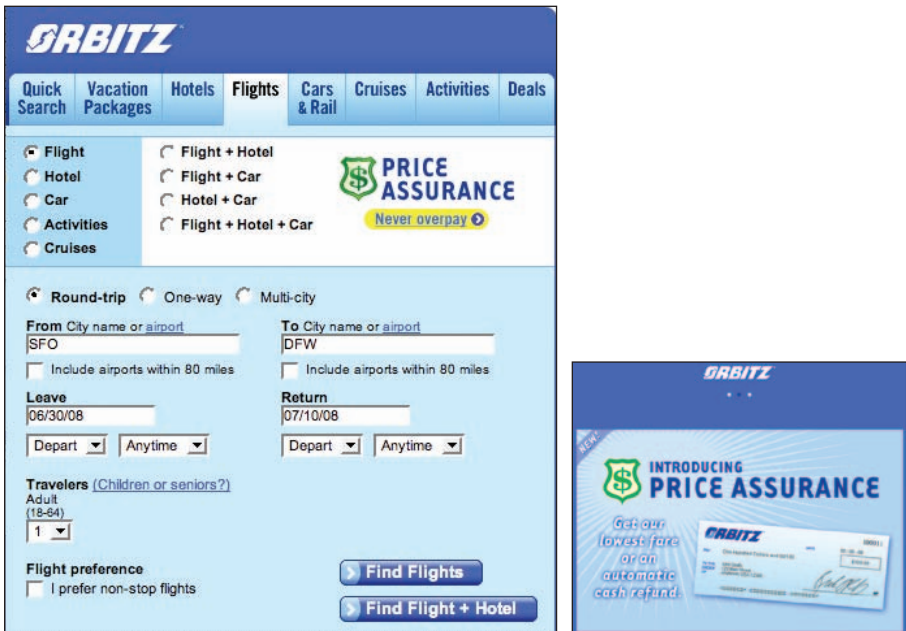 ORBITZ
Quick Search
Vacation Packages
Hotels
Flights
Cars & Rail
Cruises
Activities
Deals
Flight
Hotel
Car
Activities
Cruises
Flight + Hotel
Flight + Car
Hotel + Car
Flight + Hotel + Car
$ PRICE
ASSURANCE
Never overpay
Round-trip One-way Multi-city
From City name or airport
SFO
Include airports within 80 miles
To City name or airport
DFW
Include airports within 80 miles
Leave
06/30/08
Depart Anytime
Return
07/10/08
Depart Anytime
Travelers (Children or seniors?)
Adult
(18-64)
1
Flight preference
I prefer non-stop flights
Find Flights
Find Flight + Hotel
ORBITZ
NEW!
$ INTRODUCING
PRICE ASSURANCE
Get our
lowest fare
or an
automatic
cash refund.
ORBITZ